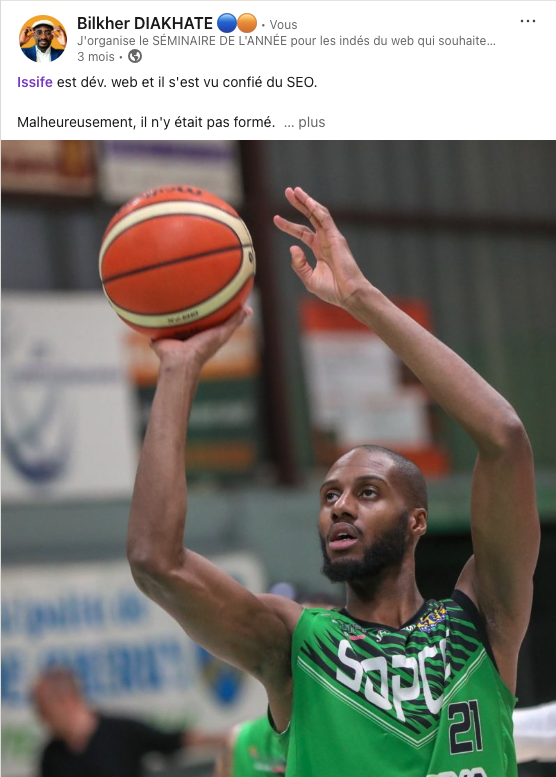 Bilkher DIAKHATE 🔵🟠 • Vous
J'organise le SÉMINAIRE DE L'ANNÉE pour les indés du web qui souhaite...
3 mois •
Issife est dév. web et il s'est vu confié du SEO.
Malheureusement, il n'y était pas formé. ... plus
21